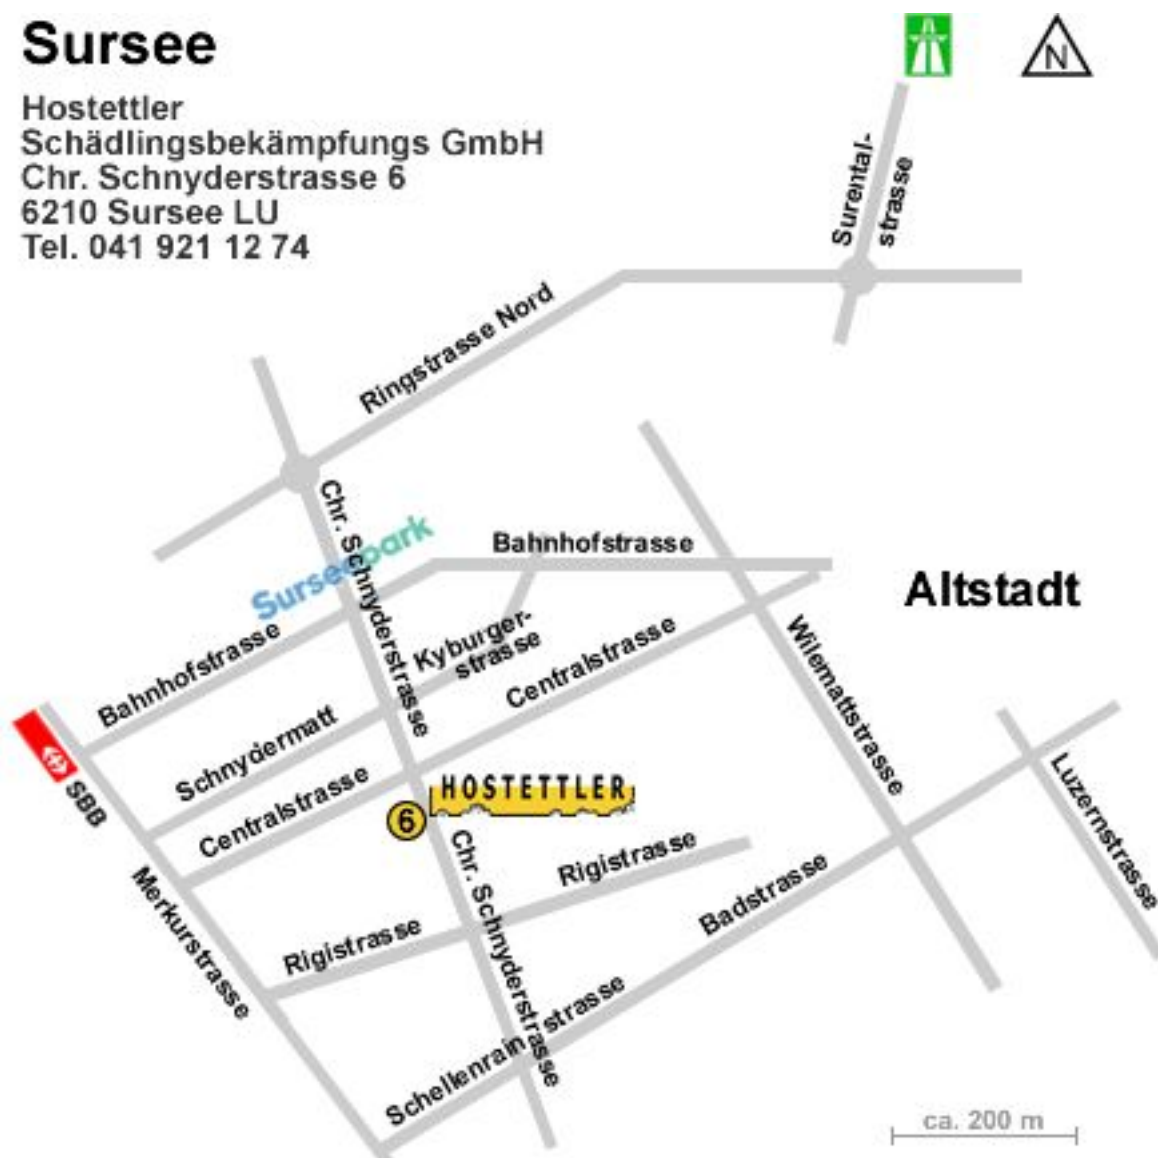 Sursee
N
Hostettler
Schädlingsbekämpfungs GmbH
Chr. Schnyderstrasse 6
6210 Sursee LU
Tel. 041 921 12 74
Surental-
strasse
Ringstrasse Nord
Chr. Schnyderstrasse
Surseepark
Bahnhofstrasse
Altstadt
Bahnhofstrasse
Kyburger-
strasse
Centralstrasse
Wilemattstrasse
Schnydermatt
SBB
Centralstrasse
HOSTETTLER
6
Luzernstrasse
Chr. Schnyderstrasse
Rigistrasse
Badstrasse
Merkurstrasse
Rigistrasse
Schellenrainstrasse
ca. 200 m